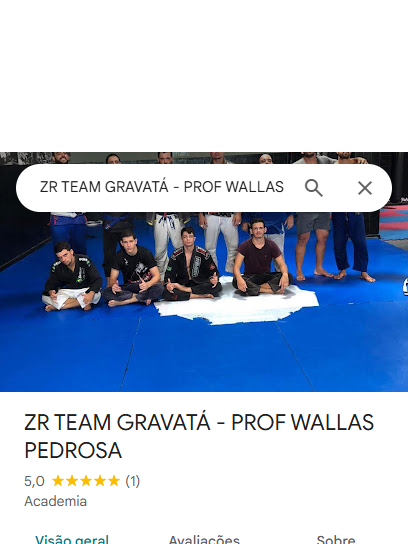 ZR TEAM GRAVATÁ - PROF WALLAS
ZR TEAM GRAVATÁ - PROF WALLAS
PEDROSA
5,0 (1)
Academia
Visão geral Avaliações Sobre